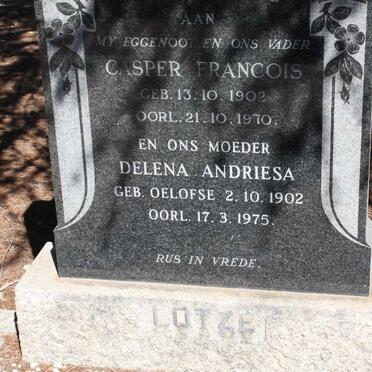 AAN
MY EGGENOOT EN ONS VADER
CASPER FRANCOIS
GEB. 13. 10. 1902
OORL. 21. 10. 1970.
EN ONS MOEDER
DELENA ANDRIESA
GEB. OELOFSE 2. 10. 1902
OORL. 17. 3. 1975.
RUS IN VREDE.